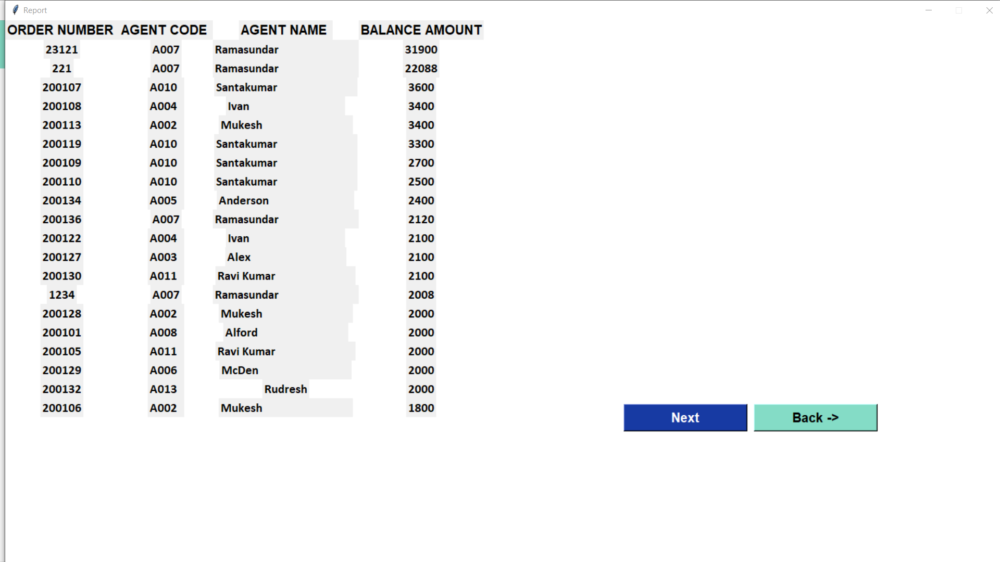 Report
ORDER NUMBER AGENT CODE AGENT NAME BALANCE AMOUNT
23121 A007 Ramasundar 31900
221 A007 Ramasundar 22088
200107 A010 Santakumar 3600
200108 A004 Ivan 3400
200113 A002 Mukesh 3400
200119 A010 Santakumar 3300
200109 A010 Santakumar 2700
200110 A010 Santakumar 2500
200134 A005 Anderson 2400
200136 A007 Ramasundar 2120
200122 A004 Ivan 2100
200127 A003 Alex 2100
200130 A011 Ravi Kumar 2100
1234 A007 Ramasundar 2008
200128 A002 Mukesh 2000
200101 A008 Alford 2000
200105 A011 Ravi Kumar 2000
200129 A006 McDen 2000
200132 A013 Rudresh 2000
200106 A002 Mukesh 1800
Next Back ->